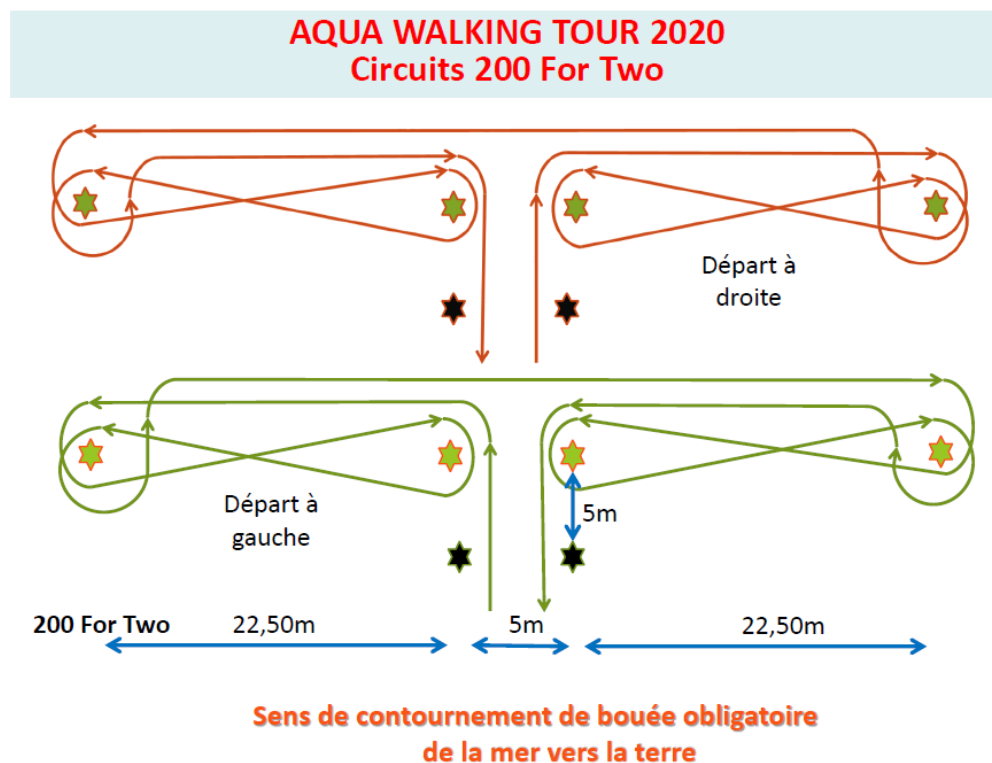 AQUA WALKING TOUR 2020
Circuits 200 For Two
Départ à
droite
Départ à
gauche
5m
200 For Two
22,50m
5m
22,50m
Sens de contournement de bouée obligatoire
de la mer vers la terre